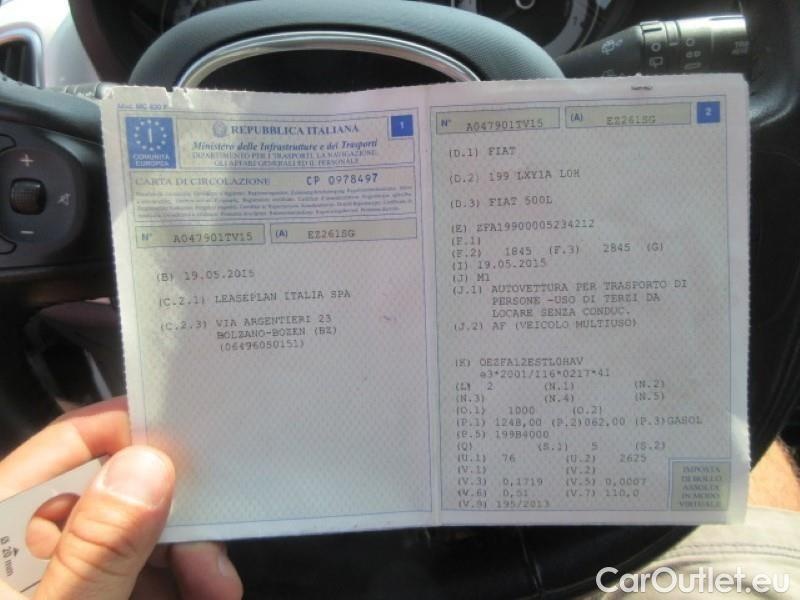 Mod. MC 820 F
COMUNITÀ
EUROPEA
REPUBBLICA ITALIANA
1
Ministero delle Infrastrutture e dei Trasporti
DIPARTIMENTO PER I TRASPORTI, LA NAVIGAZIONE,
GLI AFFARI GENERALI ED IL PERSONALE
CARTA DI CIRCOLAZIONE CP 0978497
N° A047901TV15 (A) EZ261SG
(B) 19.05.2015
(C.2.1) LEASEPLAN ITALIA SPA
(C.2.3) VIA ARGENTIERI 23
BOLZANO-BOZEN (BZ)
(06496050151)
N° A047901TV15 (A) EZ261SG 2
(D.1) FIAT
(D.2) 199 LXY1A L0H
(D.3) FIAT 500L
(E) ZFA19900005234212
(F.1)
(F.2) 1845 (F.3) 2845 (G)
(I) 19.05.2015
(J) M1
(J.1) AUTOVETTURA PER TRASPORTO DI
PERSONE -USO DI TERZI DA
LOCARE SENZA CONDUC.
(J.2) AF (VEICOLO MULTIUSO)
(K) OEZFA12ESTL0HAV
e3*2001/116*0217*41
(L) 2 (N.1) (N.2)
(N.3) (N.4) (N.5)
(O.1) 1000 (O.2)
(P.1) 1248,00 (P.2)062,00 (P.3)GASOL
(P.5) 199B4000
(Q) (S.1) 5 (S.2)
(U.1) 76 (U.2) 2625
(V.1) (V.2)
(V.3) 0,1719 (V.5) 0,0007
(V.6) 0,51 (V.7) 110,0
(V.9) 195/2013
IMPOSTA
DI BOLLO
ASSOLTA
IN MODO
VIRTUALE
Ø 20 mm
CarOutlet.eu